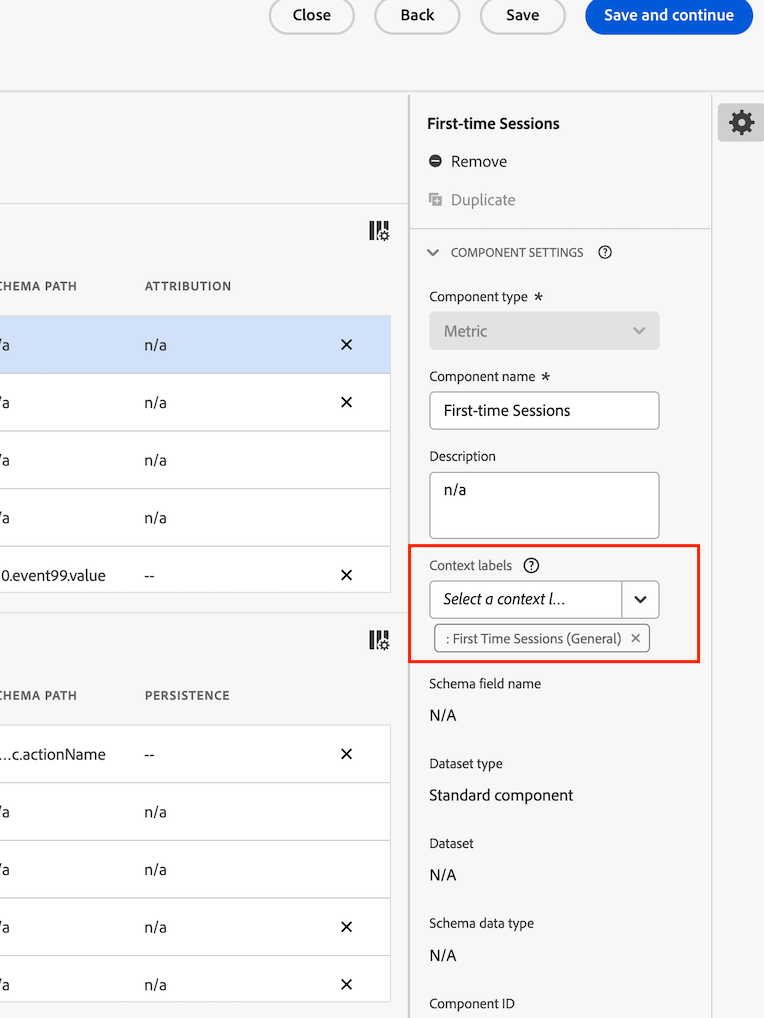 Close Back Save Save and continue
First-time Sessions
Remove
Duplicate
CHEMA PATH ATTRIBUTION
/a n/a
/a n/a
/a n/a
/a n/a
0.event99.value --
CHEMA PATH PERSISTENCE
...c.actionName --
/a n/a
/a n/a
/a n/a
/a n/a
COMPONENT SETTINGS
Component type *
Metric
Component name *
First-time Sessions
Description
n/a
Context labels
Select a context l...
: First Time Sessions (General)
Schema field name
N/A
Dataset type
Standard component
Dataset
N/A
Schema data type
N/A
Component ID